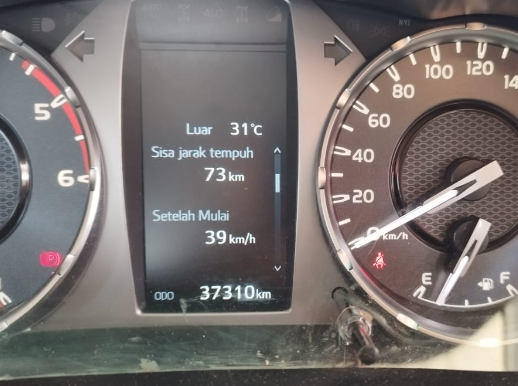 Luar 31°C
Sisa jarak tempuh
73 km
Setelah Mulai
39 km/h
ODO 37310 km
5
6
0
20
40
60
80
100
120
km/h
E
F
P